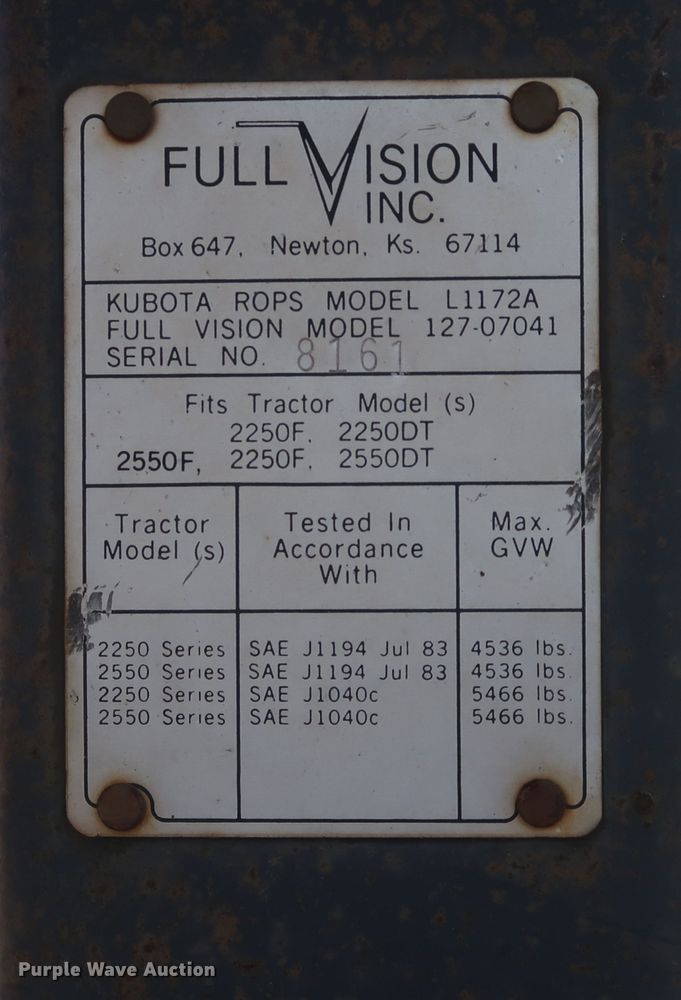 FULL VISION
INC.
Box 647, Newton, Ks. 67114
KUBOTA ROPS MODEL L1172A
FULL VISION MODEL 127-07041
SERIAL NO. 8161
Fits Tractor Model (s)
2250F, 2250DT
2550F, 2250F, 2550DT
Tractor Model (s)
Tested In Accordance With
Max. GVW
2250 Series SAE J1194 Jul 83 4536 lbs.
2550 Series SAE J1194 Jul 83 4536 lbs.
2250 Series SAE J1040c 5466 lbs.
2550 Series SAE J1040c 5466 lbs.
Purple Wave Auction